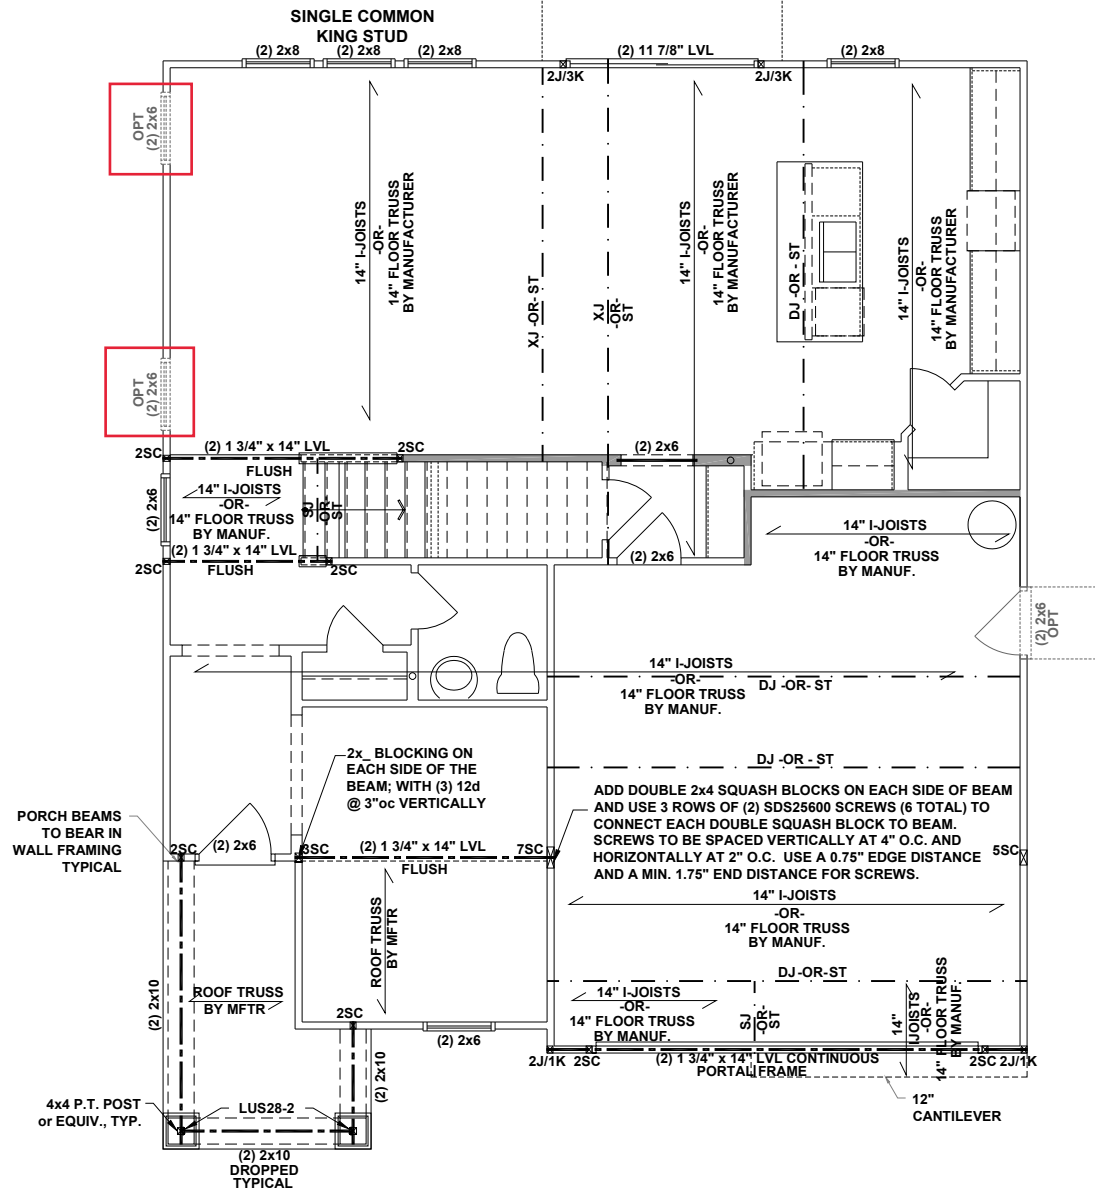 SINGLE COMMON
KING STUD
(2) 2x8
(2) 2x8
(2) 2x8
(2) 11 7/8" LVL
(2) 2x8
2J/3K
2J/3K
OPT
(2) 2x6
14" I-JOISTS
-OR-
14" FLOOR TRUSS
BY MANUFACTURER
14" I-JOISTS
-OR-
14" FLOOR TRUSS
BY MANUFACTURER
14" I-JOISTS
-OR-
14" FLOOR TRUSS
BY MANUFACTURER
XJ -OR- ST
XJ
-OR-
ST
DJ -OR - ST
OPT
(2) 2x6
2SC
(2) 1 3/4" x 14" LVL
2SC
FLUSH
(2) 2x6
(2) 2x6
14" I-JOISTS
-OR-
14" FLOOR TRUSS
BY MANUF.
SJ
-OR-
ST
(2) 1 3/4" x 14" LVL
2SC
FLUSH
2SC
(2) 2x6
14" I-JOISTS
-OR-
14" FLOOR TRUSS
BY MANUF.
(2) 2x6
OPT
14" I-JOISTS
-OR-
14" FLOOR TRUSS
BY MANUF.
DJ -OR- ST
DJ -OR - ST
2x_ BLOCKING ON
EACH SIDE OF THE
BEAM; WITH (3) 12d
@ 3"oc VERTICALLY
ADD DOUBLE 2x4 SQUASH BLOCKS ON EACH SIDE OF BEAM
AND USE 3 ROWS OF (2) SDS25600 SCREWS (6 TOTAL) TO
CONNECT EACH DOUBLE SQUASH BLOCK TO BEAM.
SCREWS TO BE SPACED VERTICALLY AT 4" O.C. AND
HORIZONTALLY AT 2" O.C. USE A 0.75" EDGE DISTANCE
AND A MIN. 1.75" END DISTANCE FOR SCREWS.
PORCH BEAMS
TO BEAR IN
WALL FRAMING
TYPICAL
2SC
(2) 2x6
3SC
(2) 1 3/4" x 14" LVL
7SC
FLUSH
5SC
14" I-JOISTS
-OR-
14" FLOOR TRUSS
BY MANUF.
ROOF TRUSS
BY MFTR
DJ -OR-ST
ROOF TRUSS
BY MFTR
(2) 2x10
14" I-JOISTS
-OR-
14" FLOOR TRUSS
BY MANUF.
SJ
-OR-
ST
14"
IJOISTS
-OR-
14" FLOOR TRUSS
BY MANUF.
2SC
(2) 2x6
(2) 2x10
2J/1K
2SC
(2) 1 3/4" x 14" LVL CONTINUOUS
PORTAL FRAME
2SC
2J/1K
12"
CANTILEVER
4x4 P.T. POST
or EQUIV., TYP.
LUS28-2
(2) 2x10
DROPPED
TYPICAL